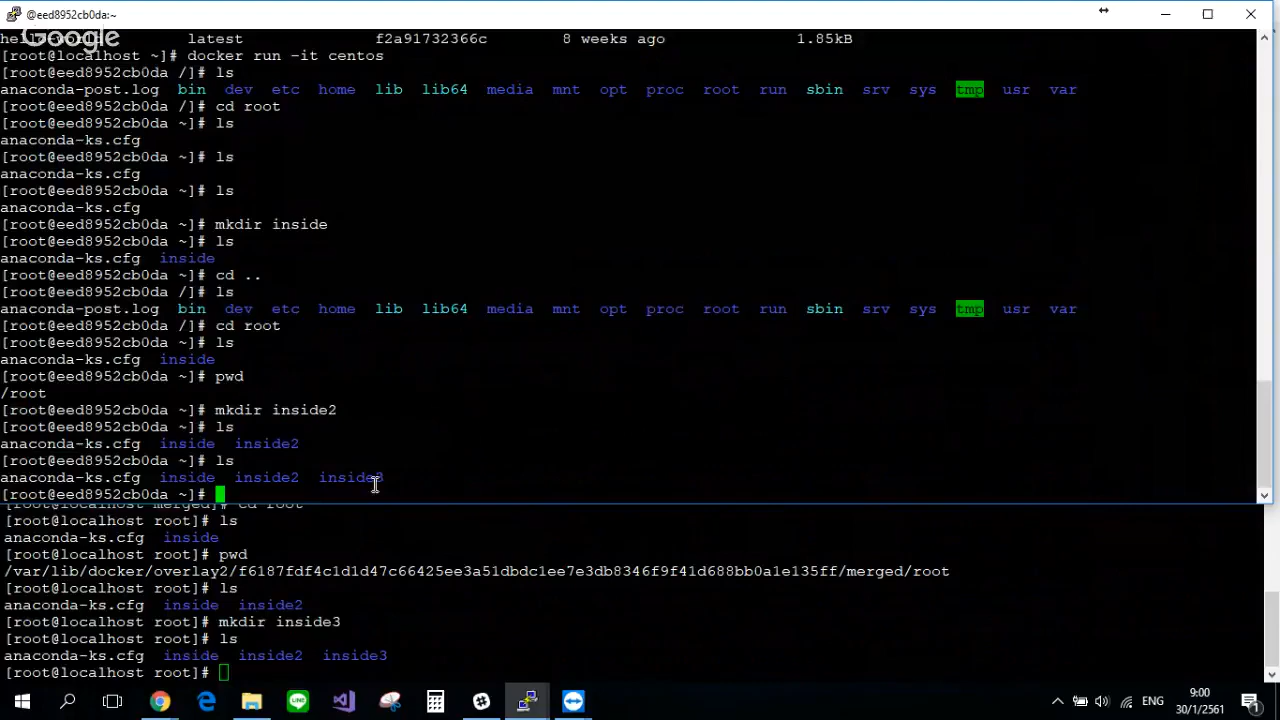 @eed8952cb0da:~
Google
latest f2a91732366c 8 weeks ago 1.85kB
[root@localhost ~]# docker run -it centos
[root@eed8952cb0da /]# ls
anaconda-post.log bin dev etc home lib lib64 media mnt opt proc root run sbin srv sys tmp usr var
[root@eed8952cb0da /]# cd root
[root@eed8952cb0da ~]# ls
anaconda-ks.cfg
[root@eed8952cb0da ~]# ls
anaconda-ks.cfg
[root@eed8952cb0da ~]# ls
anaconda-ks.cfg
[root@eed8952cb0da ~]# mkdir inside
[root@eed8952cb0da ~]# ls
anaconda-ks.cfg inside
[root@eed8952cb0da ~]# cd ..
[root@eed8952cb0da /]# ls
anaconda-post.log bin dev etc home lib lib64 media mnt opt proc root run sbin srv sys tmp usr var
[root@eed8952cb0da /]# cd root
[root@eed8952cb0da ~]# ls
anaconda-ks.cfg inside
[root@eed8952cb0da ~]# pwd
/root
[root@eed8952cb0da ~]# mkdir inside2
[root@eed8952cb0da ~]# ls
anaconda-ks.cfg inside inside2
[root@eed8952cb0da ~]# ls
anaconda-ks.cfg inside inside2 inside3
[root@eed8952cb0da ~]#
[root@localhost merged]# cd root
[root@localhost root]# ls
anaconda-ks.cfg inside
[root@localhost root]# pwd
/var/lib/docker/overlay2/f6187fdf4c1d1d47c66425ee3a51dbdc1ee7e3db8346f9f41d688bb0a1e135ff/merged/root
[root@localhost root]# ls
anaconda-ks.cfg inside inside2
[root@localhost root]# mkdir inside3
[root@localhost root]# ls
anaconda-ks.cfg inside inside2 inside3
[root@localhost root]#
ENG
9:00
30/1/2561